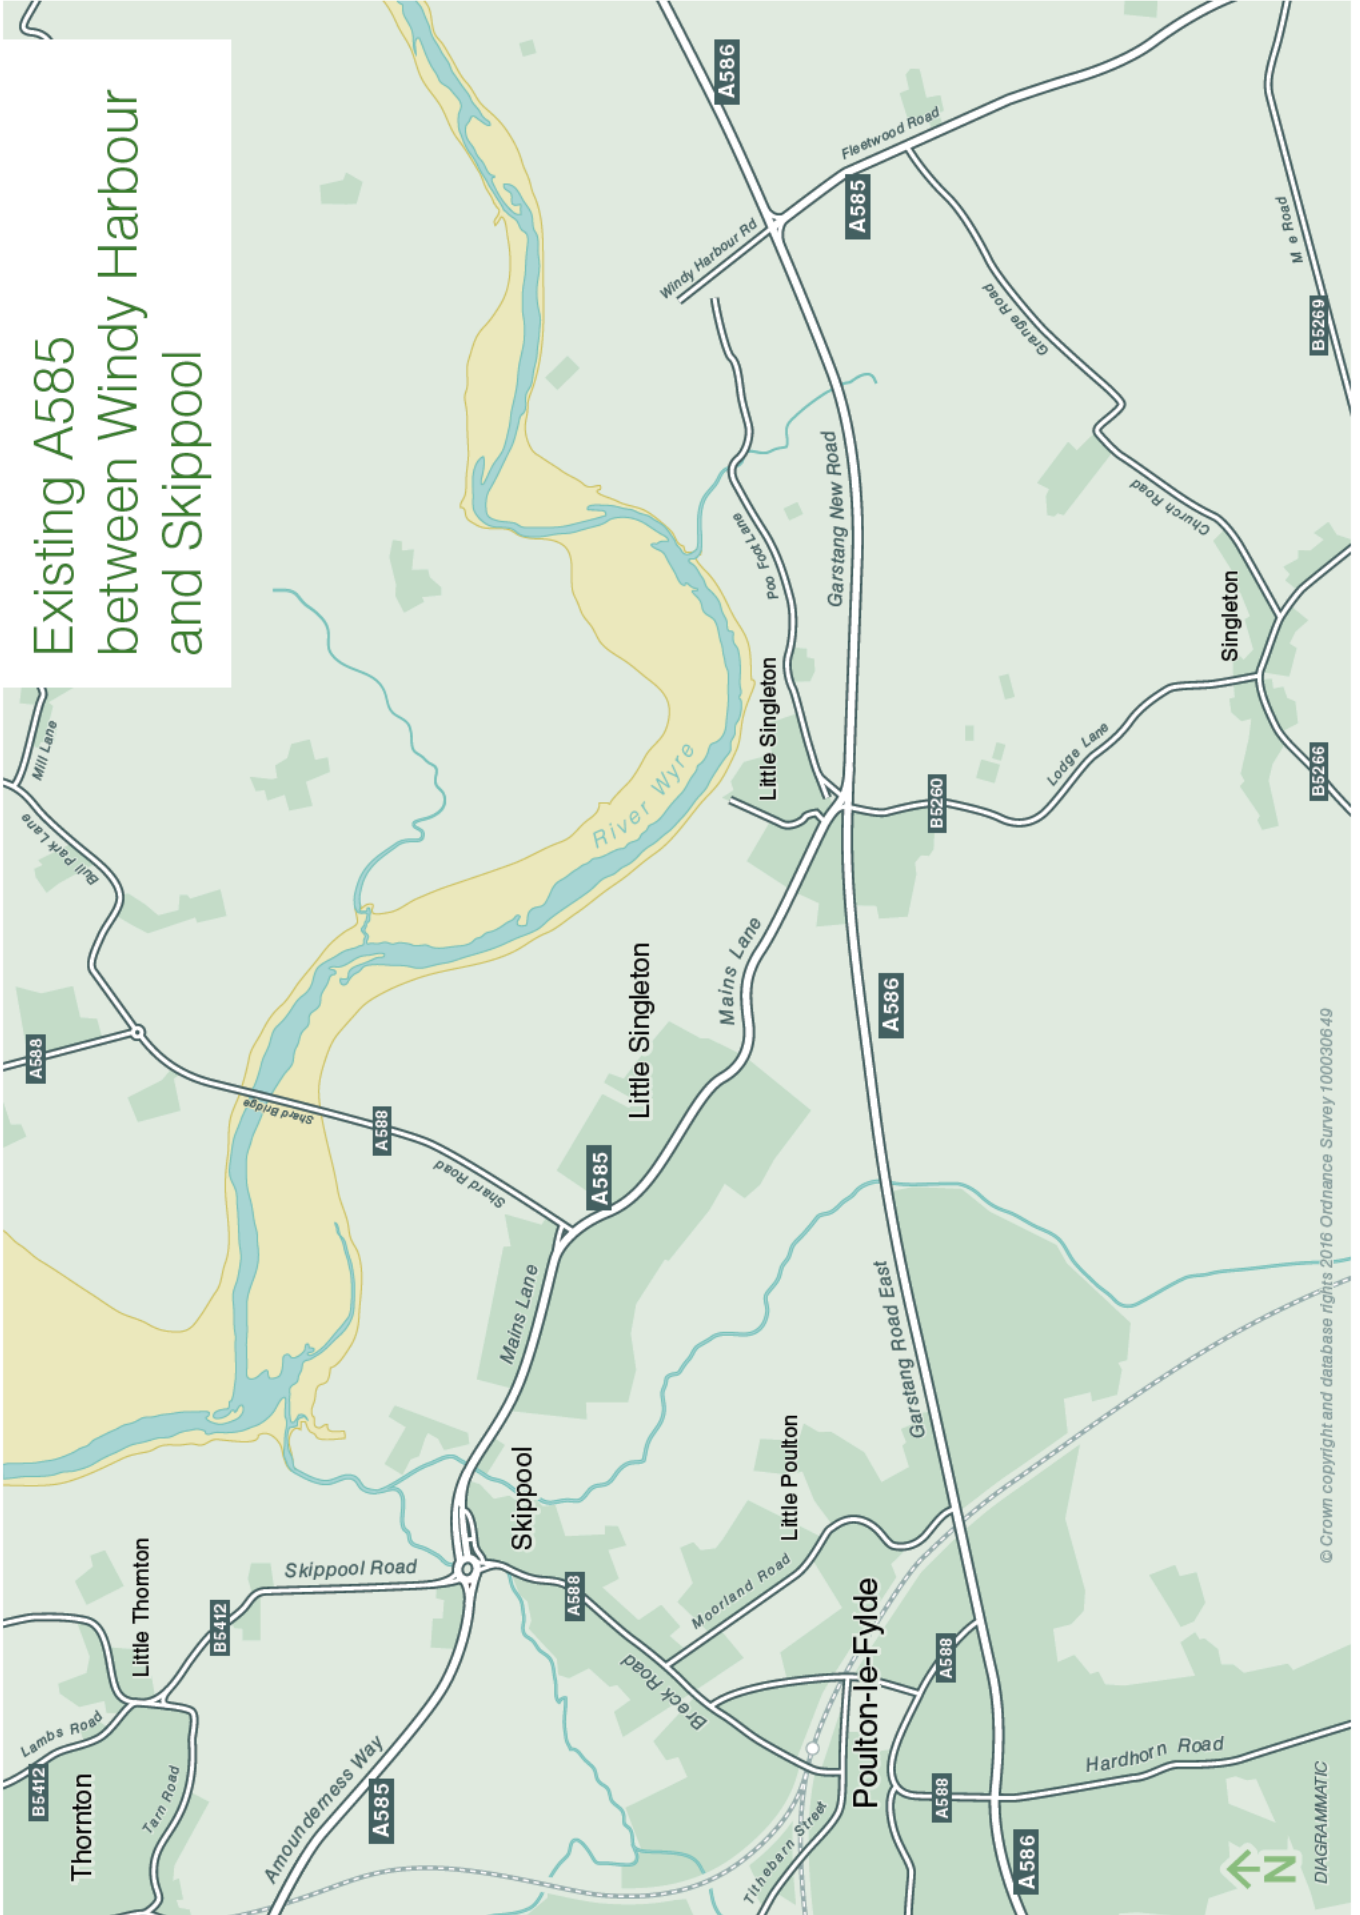 Existing A585
between Windy Harbour
and Skippool
Mill Lane
Bull Park Lane
A588
Shard Bridge
A588
Shard Road
River Wyre
A586
Fleetwood Road
A585
Windy Harbour Rd
Grange Road
M e Road
B5269
Church Road
Singleton
B5266
Lodge Lane
B5260
Garstang New Road
Poo Foot Lane
Little Singleton
Mains Lane
Little Singleton
A585
Mains Lane
A586
Garstang Road East
Skippool
Skippool Road
Little Thornton
B5412
Lambs Road
B5412
Thornton
Tarn Road
Amounderness Way
A585
A588
Breck Road
Moorland Road
Little Poulton
Poulton-le-Fylde
A588
A588
Tithebarn Street
Hardhorn Road
A586
N
DIAGRAMMATIC
© Crown copyright and database rights 2016 Ordnance Survey 100030649